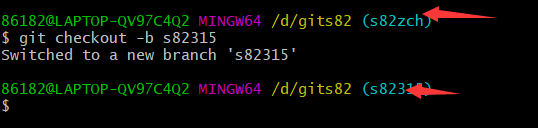 86182@LAPTOP-QV97C4Q2 MINGW64 /d/gits82 (s82zch)
$ git checkout -b s82315
Switched to a new branch 's82315'
86182@LAPTOP-QV97C4Q2 MINGW64 /d/gits82 (s82315)
$